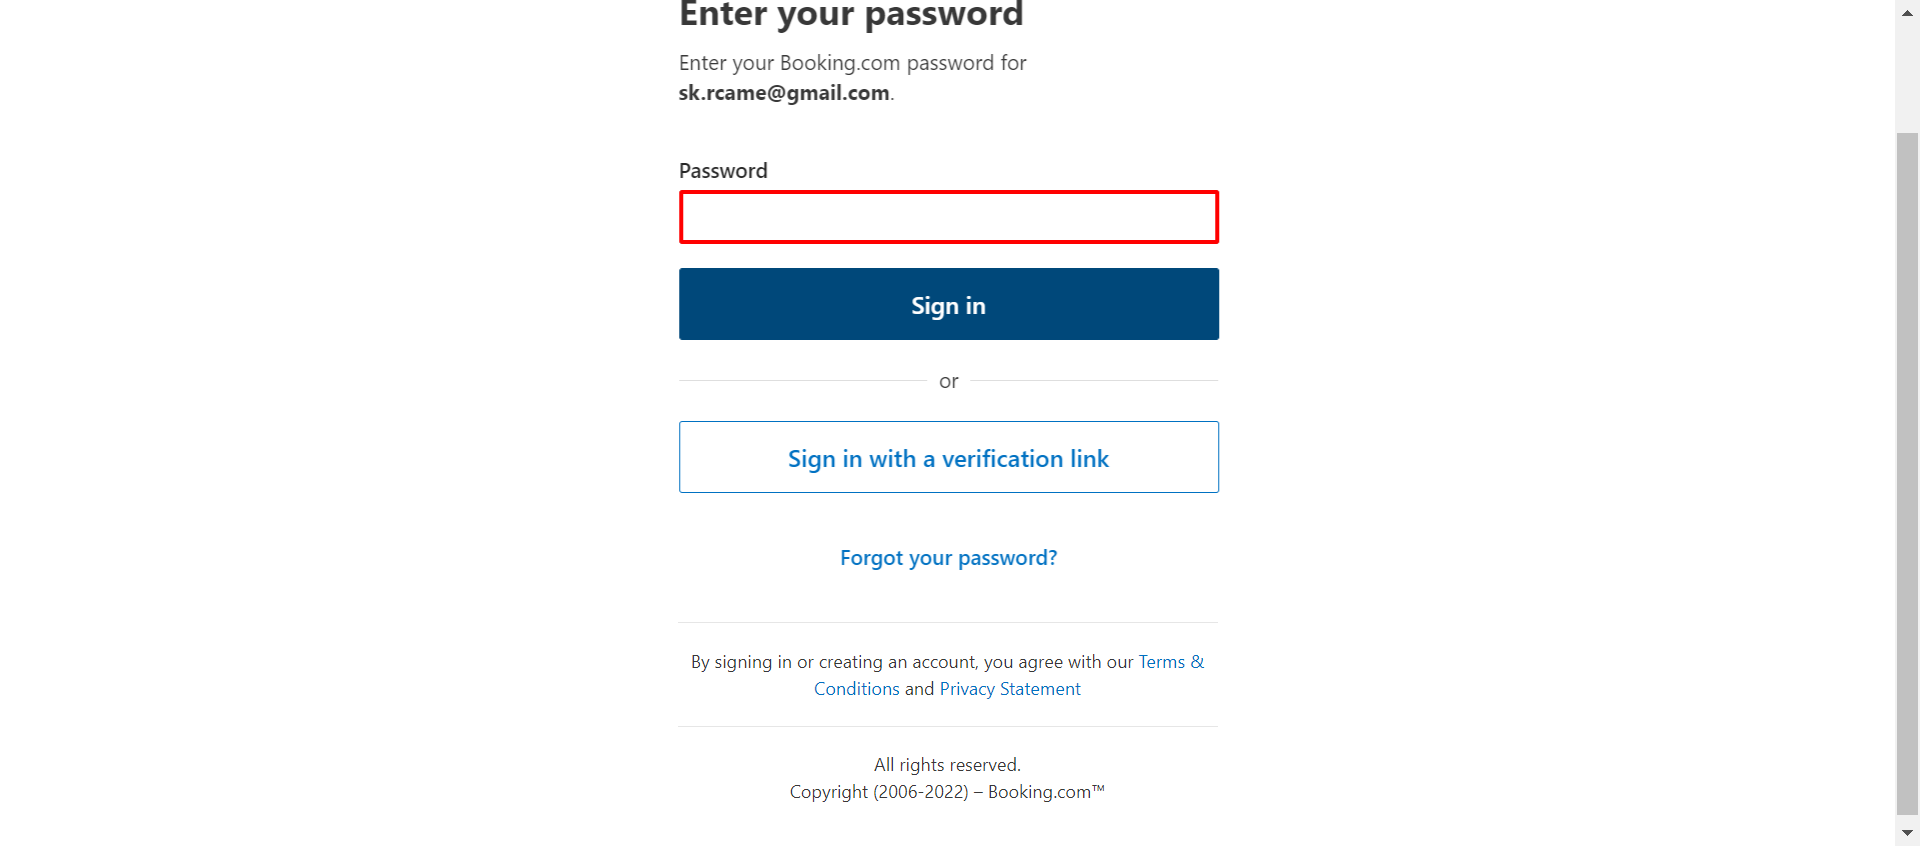 Enter your password
Enter your Booking.com password for
sk.rcame@gmail.com.
Password
Sign in
or
Sign in with a verification link
Forgot your password?
By signing in or creating an account, you agree with our Terms &
Conditions and Privacy Statement
All rights reserved.
Copyright (2006-2022) – Booking.com™